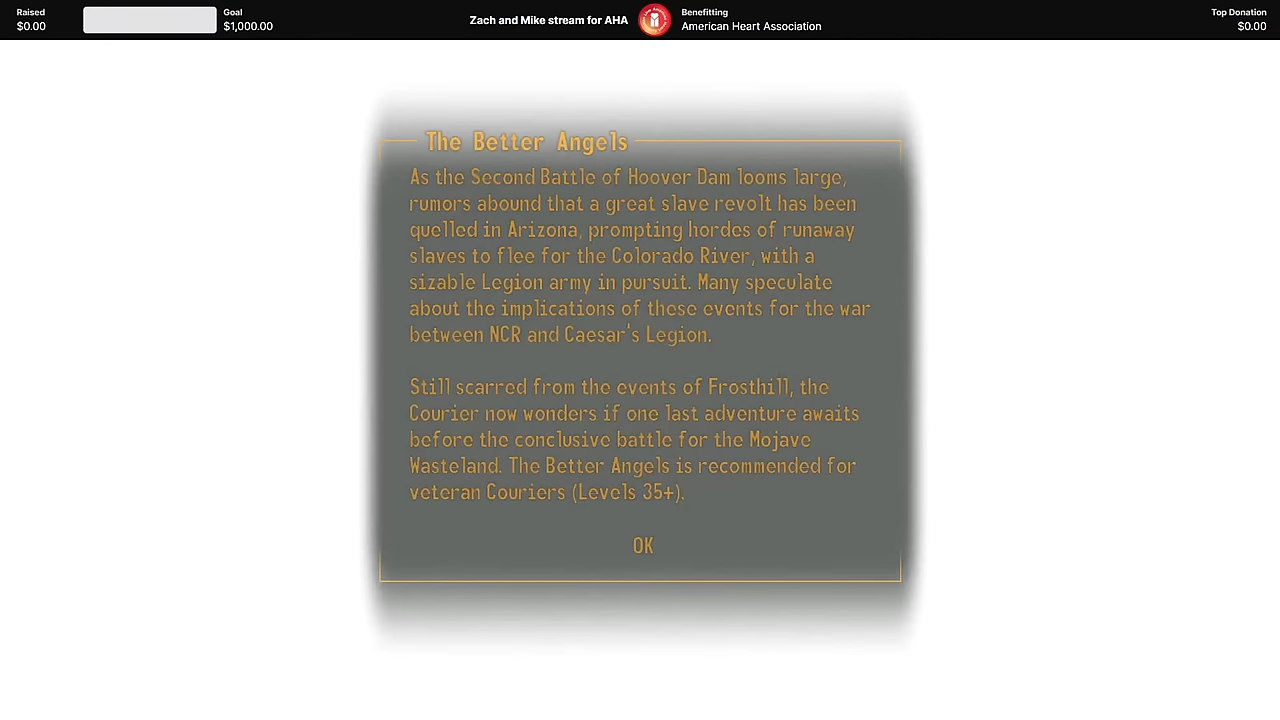 Raised
$0.00
Goal
$1,000.00
Zach and Mike stream for AHA
Benefitting
American Heart Association
Top Donation
$0.00
The Better Angels
As the Second Battle of Hoover Dam looms large,
rumors abound that a great slave revolt has been
quelled in Arizona, prompting hordes of runaway
slaves to flee for the Colorado River, with a
sizable Legion army in pursuit. Many speculate
about the implications of these events for the war
between NCR and Caesar's Legion.
Still scarred from the events of Frosthill, the
Courier now wonders if one last adventure awaits
before the conclusive battle for the Mojave
Wasteland. The Better Angels is recommended for
veteran Couriers (Levels 35+).
OK